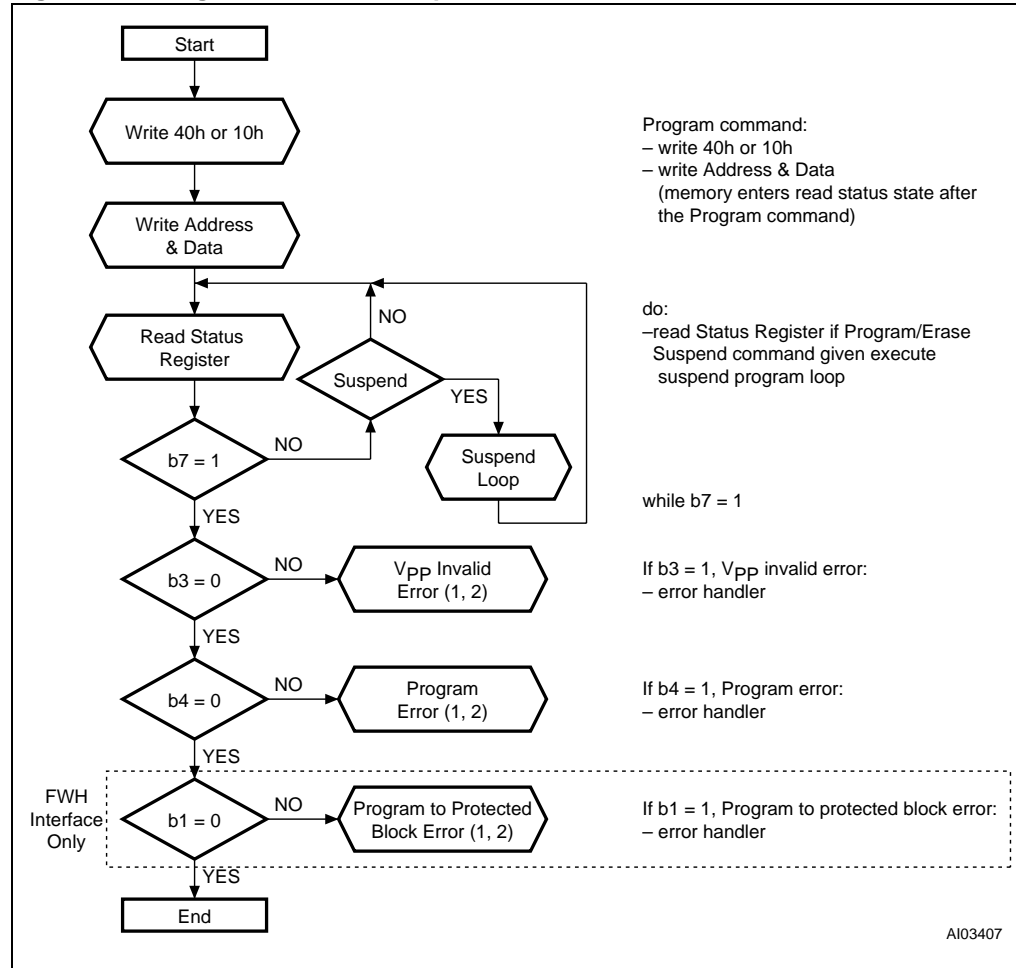 Start
Write 40h or 10h
Program command:
– write 40h or 10h
– write Address & Data
(memory enters read status state after
the Program command)
Write Address
& Data
NO
do:
–read Status Register if Program/Erase
Suspend command given execute
suspend program loop
Read Status
Register
Suspend
YES
b7 = 1
NO
Suspend
Loop
while b7 = 1
YES
b3 = 0
NO
VPP Invalid
Error (1, 2)
If b3 = 1, VPP invalid error:
– error handler
YES
b4 = 0
NO
Program
Error (1, 2)
If b4 = 1, Program error:
– error handler
YES
FWH
Interface
Only
b1 = 0
NO
Program to Protected
Block Error (1, 2)
If b1 = 1, Program to protected block error:
– error handler
YES
End
AI03407